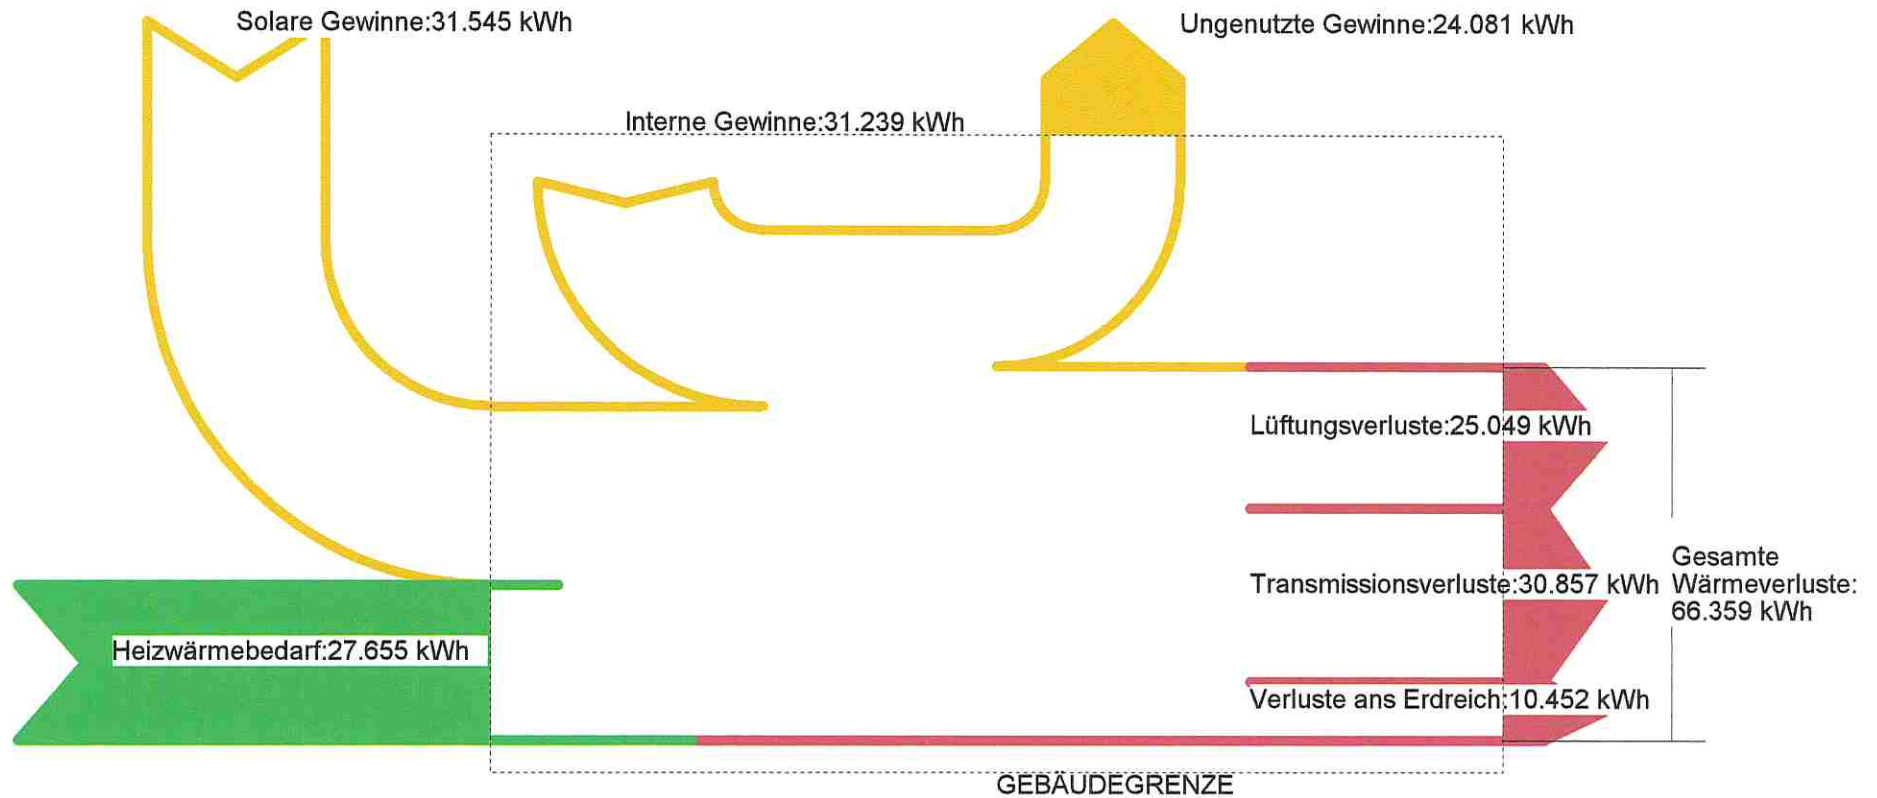 Solare Gewinne:31.545 kWh
Ungenutzte Gewinne:24.081 kWh
Interne Gewinne:31.239 kWh
Lüftungsverluste:25.049 kWh
Gesamte
Wärmeverluste:
66.359 kWh
Transmissionsverluste:30.857 kWh
Heizwärmebedarf:27.655 kWh
Verluste ans Erdreich:10.452 kWh
GEBÄUDEGRENZE